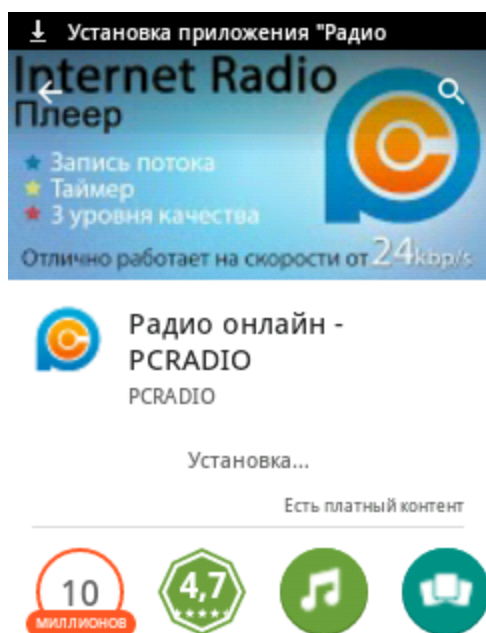 Установка приложения "Радио
Internet Radio
Плеер
Запись потока
Таймер
3 уровня качества
Отлично работает на скорости от 24kbp/s
Радио онлайн -
PCRADIO
PCRADIO
Установка...
Есть платный контент
10
МИЛЛИОНОВ
4,7